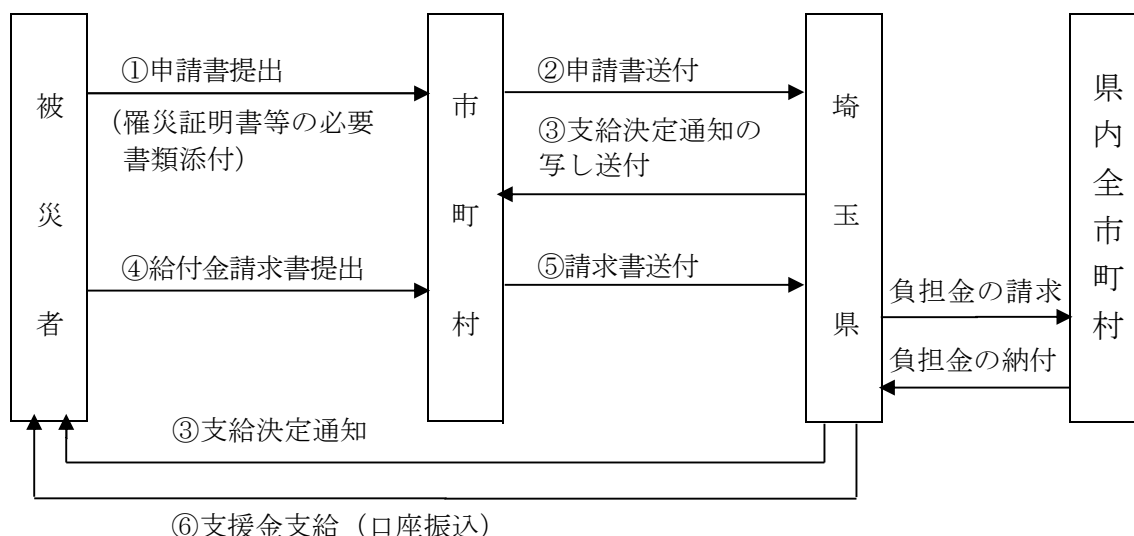 被災者
市町村
埼玉県
県内全市町村
①申請書提出
(罹災証明書等の必要
書類添付)
②申請書送付
③支給決定通知の
写し送付
④給付金請求書提出
⑤請求書送付
負担金の請求
負担金の納付
③支給決定通知
⑥支援金支給(口座振込)